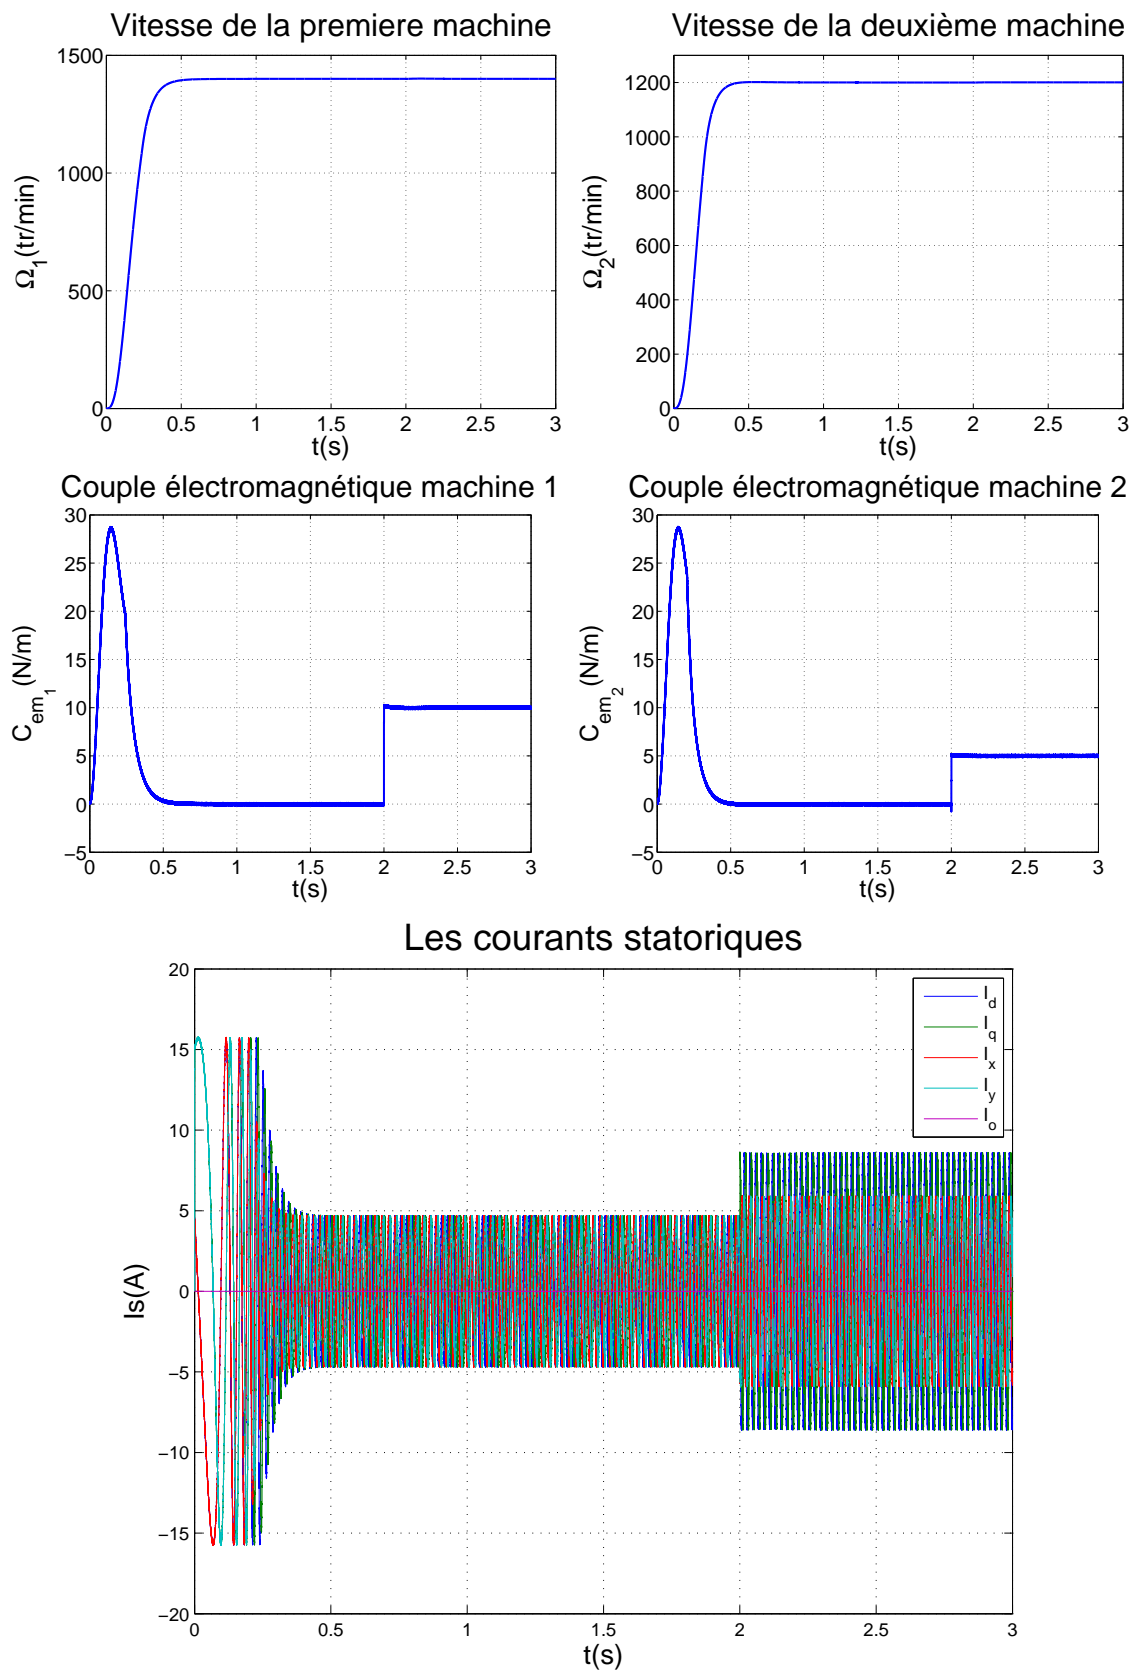 Vitesse de la premiere machine
1500
1000
500
0
Ω1(tr/min)
0 0.5 1 1.5 2 2.5 3
t(s)
Vitesse de la deuxième machine
1200
1000
800
600
400
200
0
Ω2(tr/min)
0 0.5 1 1.5 2 2.5 3
t(s)
Couple électromagnétique machine 1
30
25
20
15
10
5
0
−5
Cem1(N/m)
0 0.5 1 1.5 2 2.5 3
t(s)
Couple électromagnétique machine 2
30
25
20
15
10
5
0
−5
Cem2(N/m)
0 0.5 1 1.5 2 2.5 3
t(s)
Les courants statoriques
20
15
10
5
0
−5
−10
−15
−20
Is(A)
Id
Iq
Ix
Iy
Io
0 0.5 1 1.5 2 2.5 3
t(s)